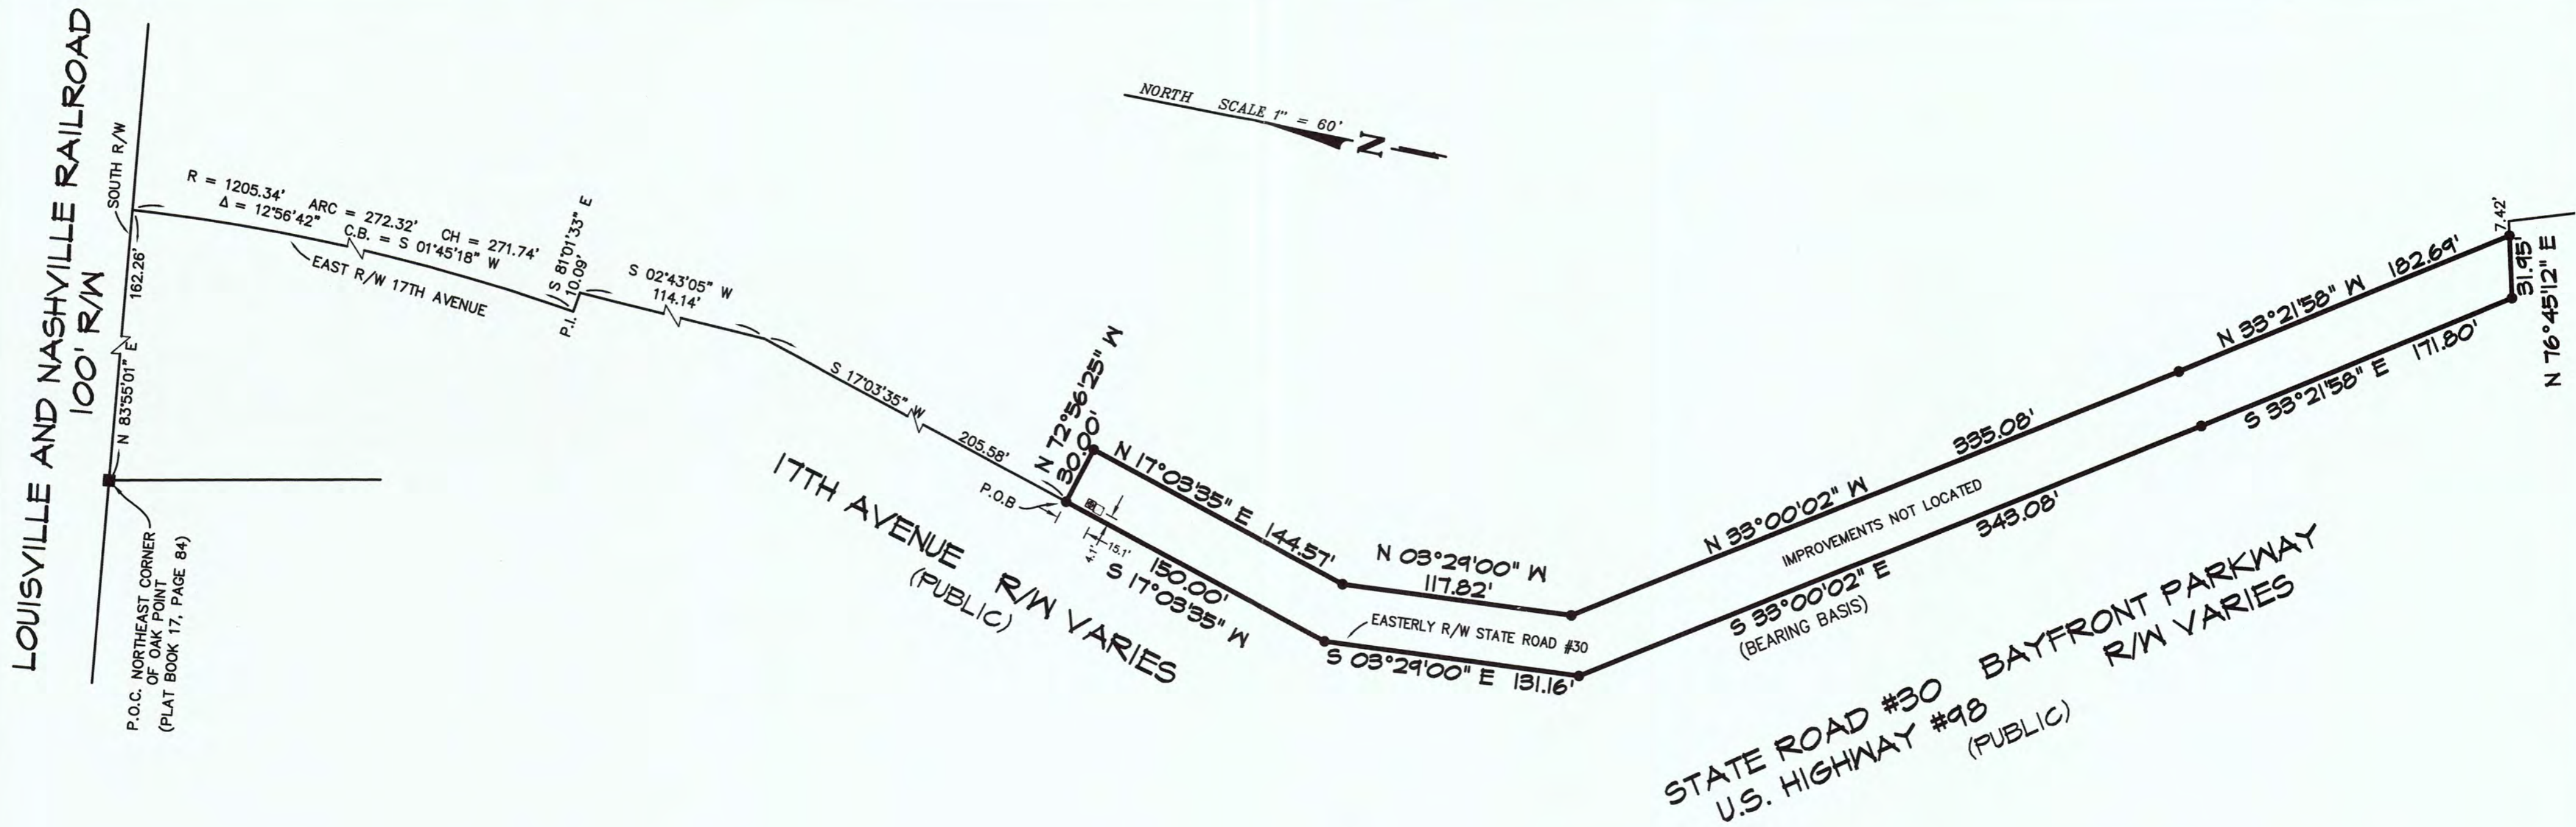 LOUISVILLE AND NASHVILLE RAILROAD
100' R/W
SOUTH R/W
162.26'
N 83°55'01" E
P.O.C. NORTHEAST CORNER
OF OAK POINT
(PLAT BOOK 17, PAGE 84)
R = 1205.34' ARC = 272.32' CH = 271.74'
Δ = 12°56'42" C.B. = S 01°45'18" W
EAST R/W 17TH AVENUE
P.I.
S 81°01'33" E
10.09'
S 02°43'05" W
114.14'
S 17°03'35" W
205.58'
NORTH SCALE 1" = 60'
N
P.O.B
N 72°56'25" W
30.00'
N 17°03'35" E 144.57'
4.1'
15.1'
150.00'
S 17°03'35" W
17TH AVENUE R/W VARIES
(PUBLIC)
N 03°29'00" W
117.82'
EASTERLY R/W STATE ROAD #30
S 03°29'00" E 131.16'
N 33°00'02" W 335.08'
IMPROVEMENTS NOT LOCATED
S 33°00'02" E 343.08'
(BEARING BASIS)
N 33°21'58" W 182.69'
S 33°21'58" E 171.80'
7.42'
31.95'
N 76°45'12" E
STATE ROAD #30 BAYFRONT PARKWAY
U.S. HIGHWAY #98 R/W VARIES
(PUBLIC)